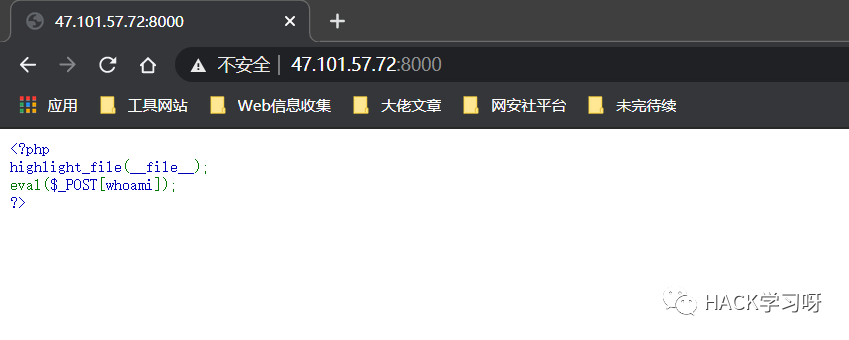 47.101.57.72:8000
不安全 | 47.101.57.72:8000
应用 工具网站 Web信息收集 大佬文章 网安社平台 未完待续
<?php
highlight_file(__file__);
eval($_POST[whoami]);
?>
HACK学习呀